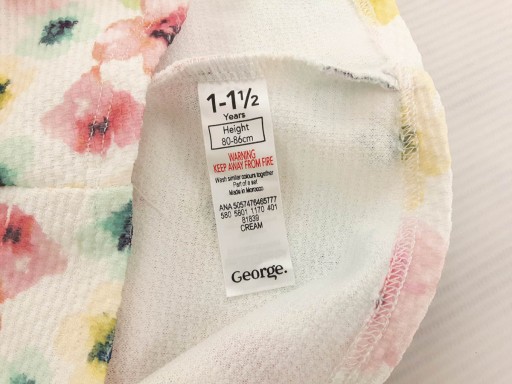 1-1½
Years
Height
80-86cm
WARNING
KEEP AWAY FROM FIRE
Wash similar colours together
Part of a set
Made in Morocco
ANA 5057476465777
580 5601 1170 401
81839
CREAM
George.